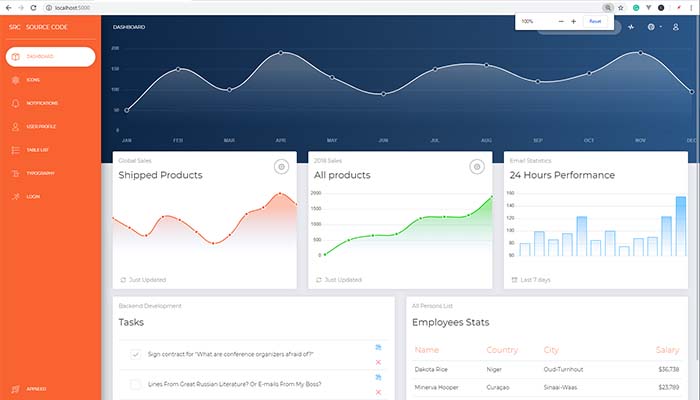 localhost:5000
100%
Reset
SRC SOURCE CODE
DASHBOARD
DASHBOARD
ICONS
NOTIFICATIONS
USER PROFILE
TABLE LIST
TYPOGRAPHY
LOGIN
200
150
100
50
0
JAN FEB MAR APR MAY JUN JUL AUG SEP OCT NOV DEC
Global Sales
Shipped Products
Just Updated
2018 Sales
All products
2000
1500
1000
500
0
Just Updated
Email Statistics
24 Hours Performance
160
140
120
100
80
60
Last 7 days
Backend Development
Tasks
Sign contract for "What are conference organizers afraid of?"
Lines From Great Russian Literature? Or E-mails From My Boss?
All Persons List
Employees Stats
Name Country City Salary
Dakota Rice Niger Oud-Turnhout $36,738
Minerva Hooper Curaçao Sinaai-Waas $23,789